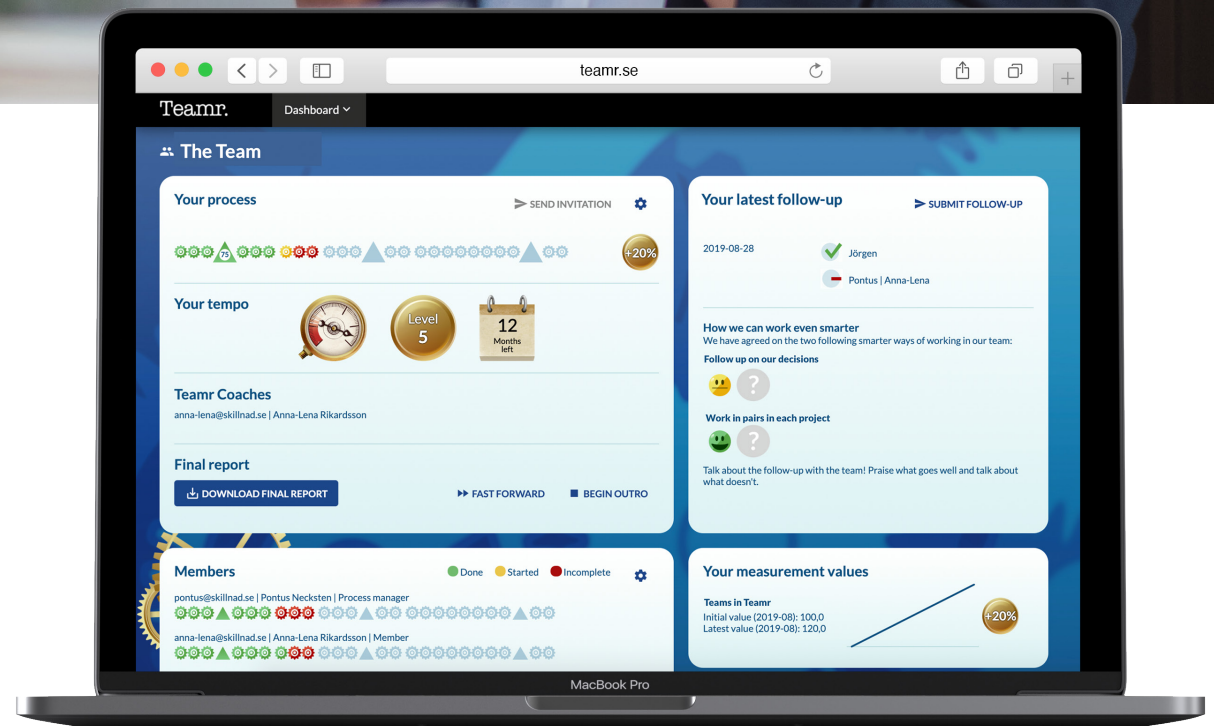 teamr.se
Teamr.
Dashboard
The Team
Your process
SEND INVITATION
75
+20%
Your tempo
Level
5
12
Months
left
Teamr Coaches
anna-lena@skillnad.se | Anna-Lena Rikardsson
Final report
DOWNLOAD FINAL REPORT
FAST FORWARD
BEGIN OUTRO
Your latest follow-up
SUBMIT FOLLOW-UP
2019-08-28
Jörgen
Pontus | Anna-Lena
How we can work even smarter
We have agreed on the two following smarter ways of working in our team:
Follow up on our decisions
?
Work in pairs in each project
?
Talk about the follow-up with the team! Praise what goes well and talk about
what doesn't.
Members
Done
Started
Incomplete
pontus@skillnad.se | Pontus Necksten | Process manager
anna-lena@skillnad.se | Anna-Lena Rikardsson | Member
Your measurement values
Teams in Teamr
Initial value (2019-08): 100,0
Latest value (2019-08): 120,0
+20%
MacBook Pro